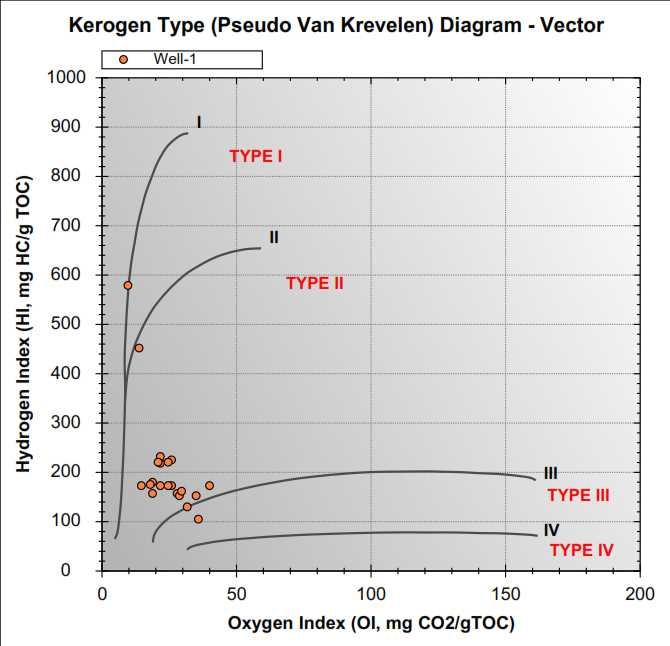 Kerogen Type (Pseudo Van Krevelen) Diagram - Vector
Well-1
1000
900
800
700
600
500
400
300
200
100
0
Hydrogen Index (HI, mg HC/g TOC)
I
TYPE I
II
TYPE II
III
TYPE III
IV
TYPE IV
0 50 100 150 200
Oxygen Index (OI, mg CO2/gTOC)